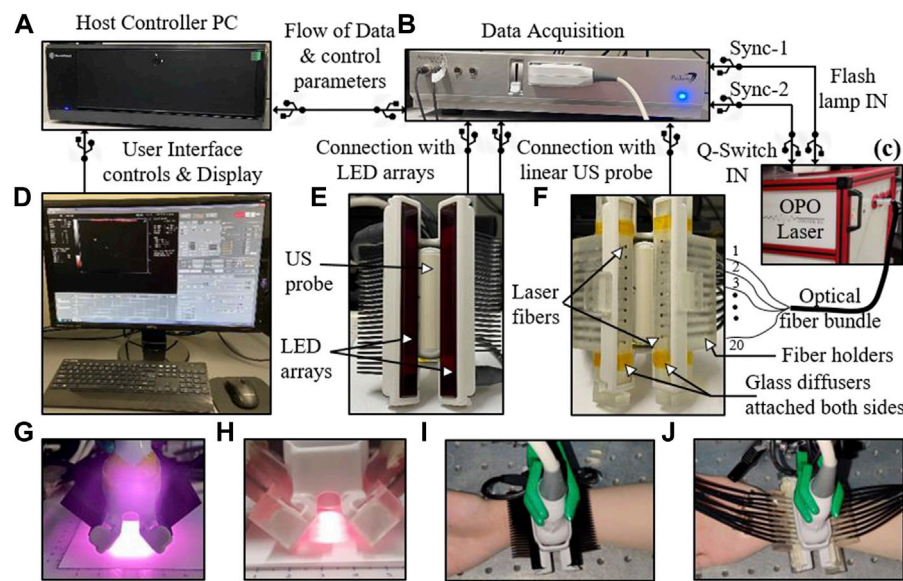 A
Host Controller PC
Flow of Data
& control
parameters
B
Data Acquisition
Sync-1
Sync-2
Flash
lamp IN
Q-Switch
IN
(c)
OPO
Laser
User Interface
controls & Display
Connection with
LED arrays
Connection with
linear US probe
D
E
F
US
probe
LED
arrays
Laser
fibers
1
2
3
20
Optical
fiber bundle
Fiber holders
Glass diffusers
attached both sides
G
H
I
J